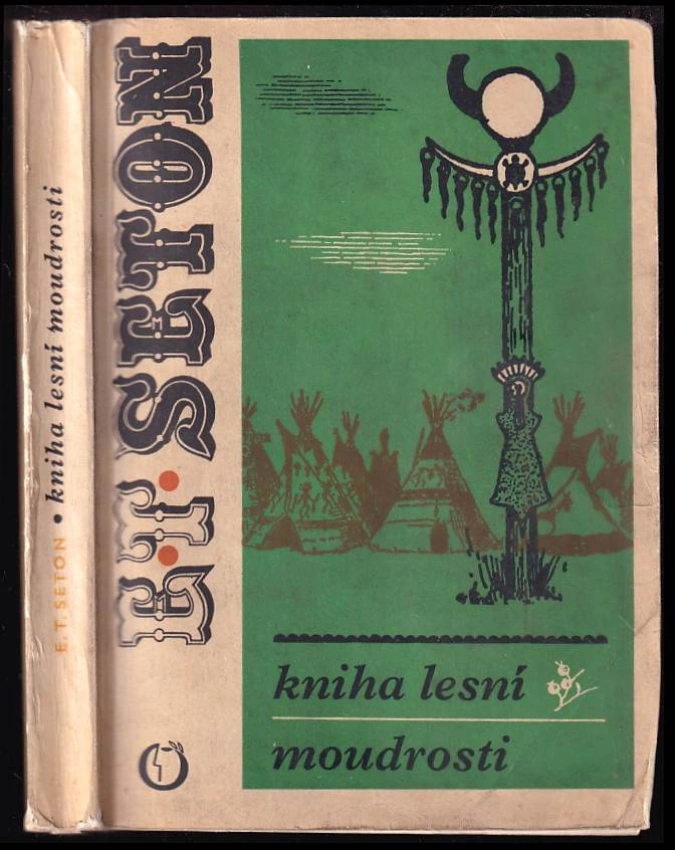 E. T. SETON • kniha lesní moudrosti
E.T. SETON
kniha lesní
moudrosti